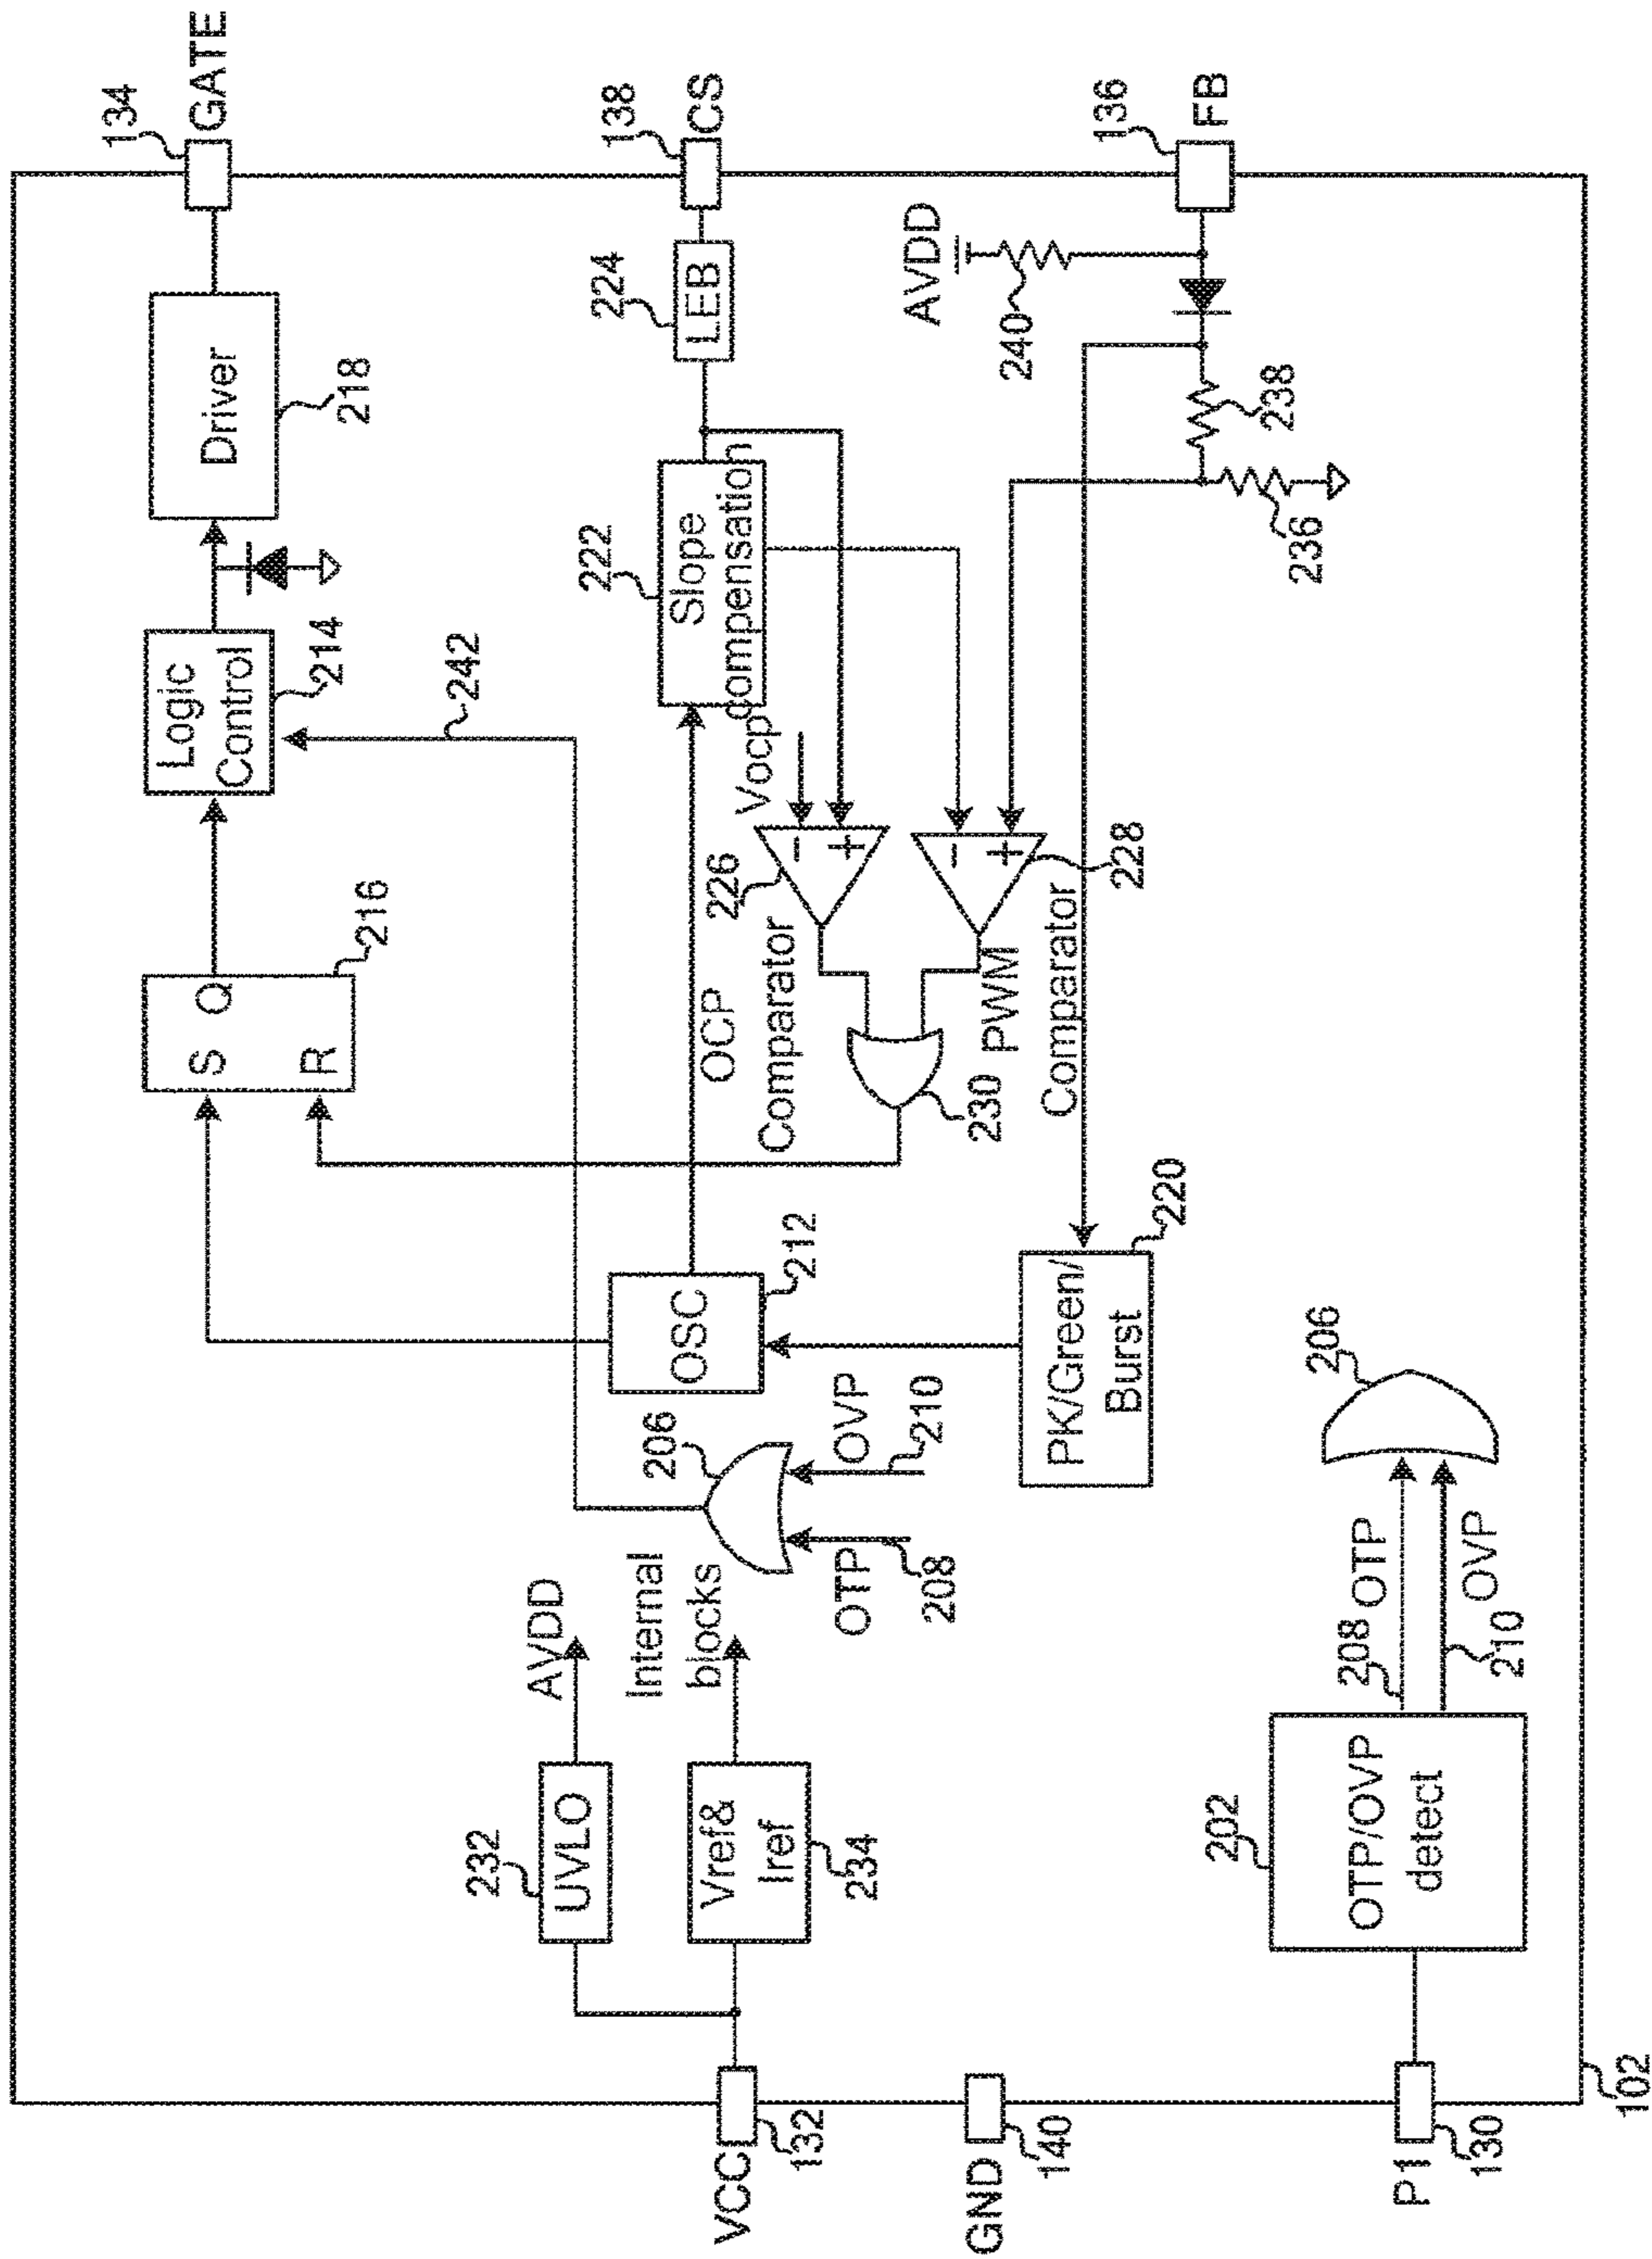 134
GATE
Driver
218
Logic
Control
214
242
216
S
Q
R
138
CS
224
LEB
222
Slope
compensation
Vocp
OCP
Comparator
226
-
+
228
-
+
PWM
Comparator
230
OSC
212
PK/Green/
Burst
220
136
FB
AVDD
240
238
236
206
OTP
208
OVP
210
AVDD
Internal
blocks
232
UVLO
Vref&
Iref
234
VCC
132
GND
140
P1
130
202
OTP/OVP
detect
208
OTP
210
OVP
206
102